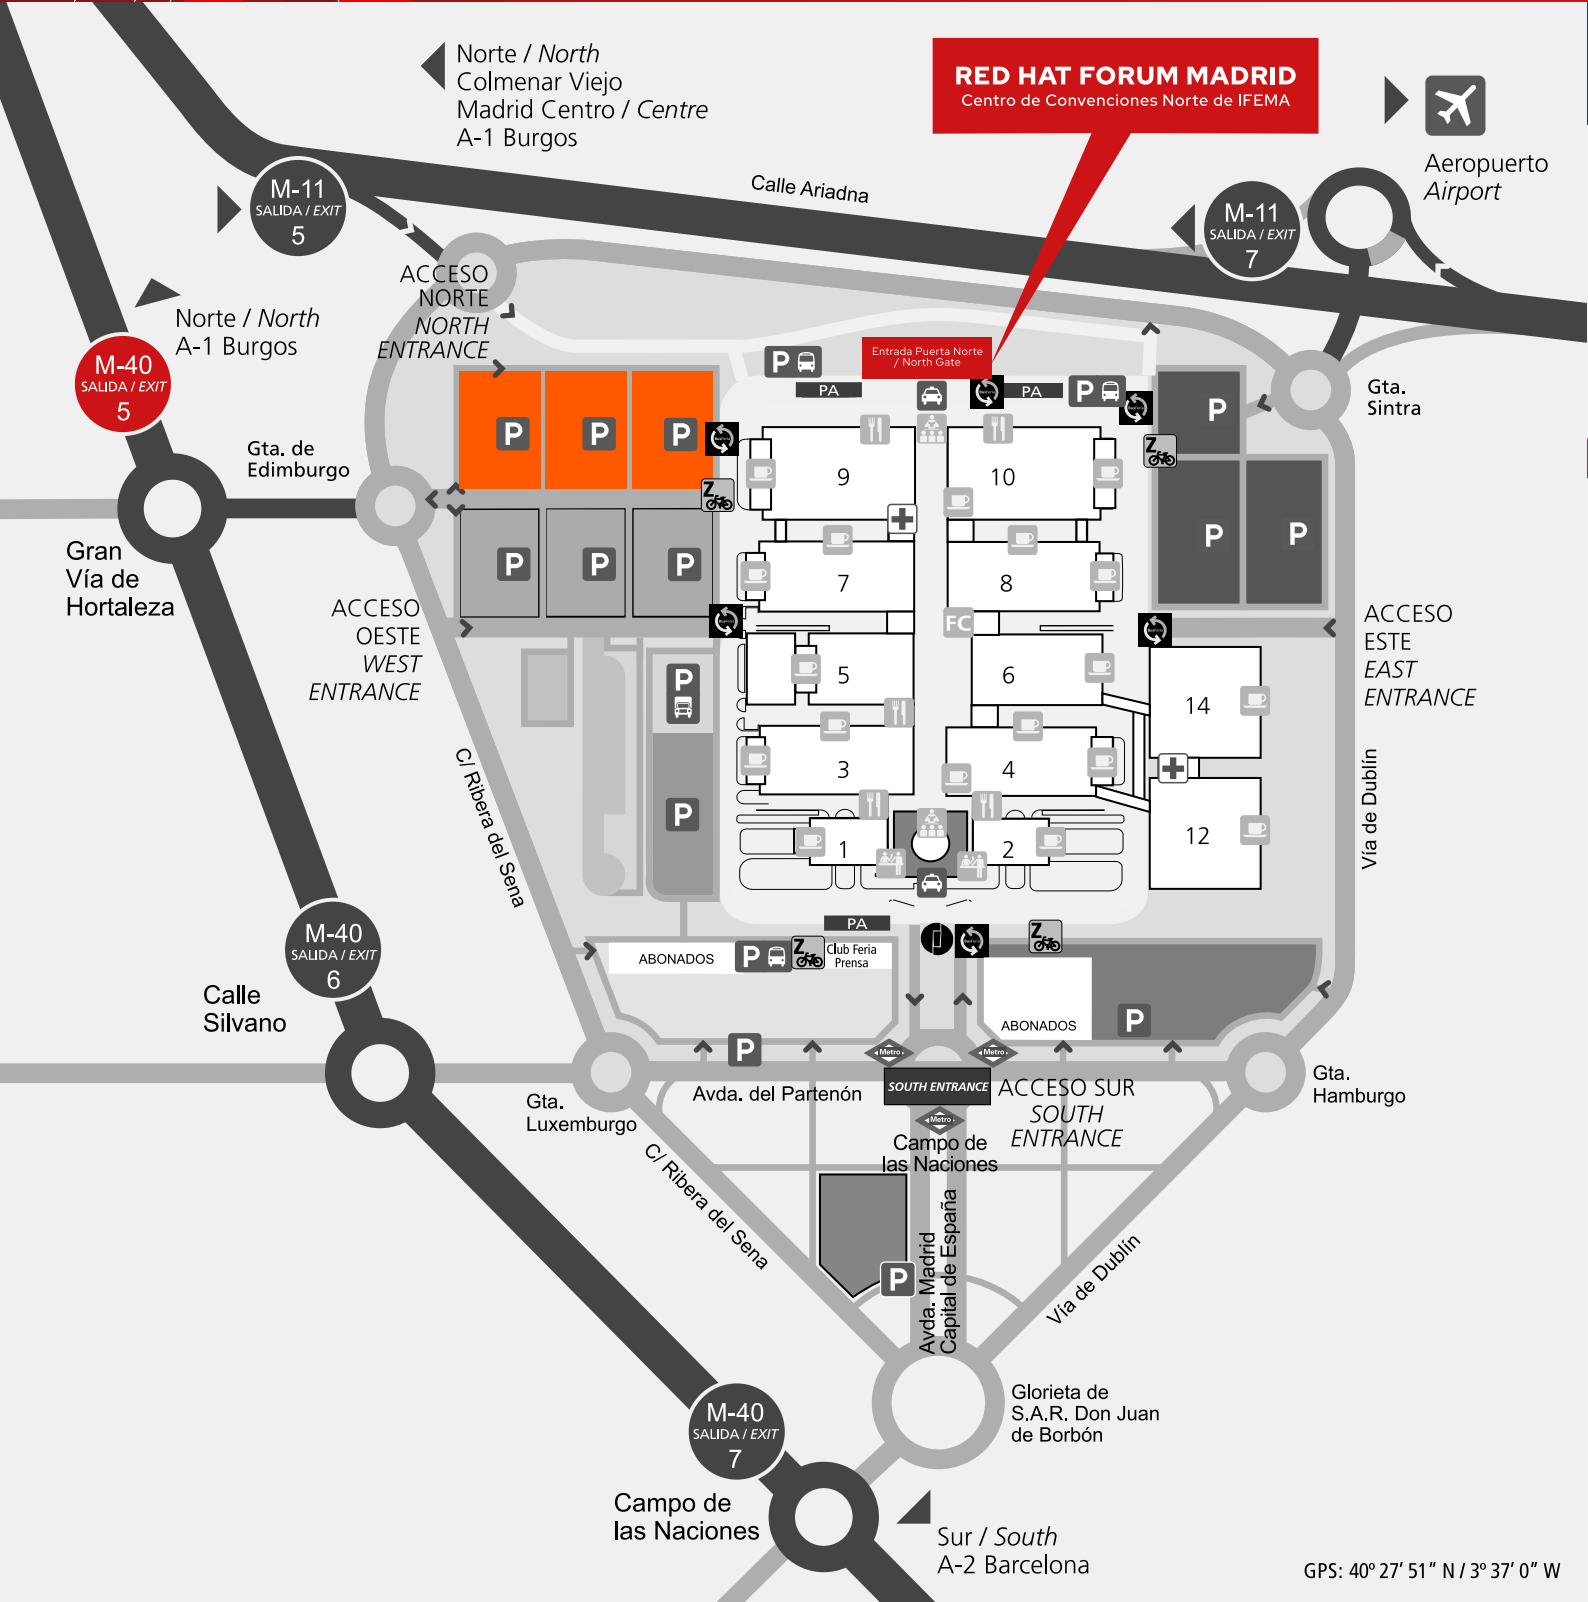 Norte / North
Colmenar Viejo
Madrid Centro / Centre
A-1 Burgos
RED HAT FORUM MADRID
Centro de Convenciones Norte de IFEMA
Aeropuerto
Airport
M-11
SALIDA / EXIT
5
Calle Ariadna
M-11
SALIDA / EXIT
7
ACCESO
NORTE
NORTH
ENTRANCE
Norte / North
A-1 Burgos
M-40
SALIDA / EXIT
5
Entrada Puerta Norte
/ North Gate
P
PA
PA
P
Gta.
Sintra
Gta. de
Edimburgo
P
P
P
P
Z
Z
9
10
P
P
Gran
Vía de
Hortaleza
P
P
P
7
8
ACCESO
OESTE
WEST
ENTRANCE
FC
ACCESO
ESTE
EAST
ENTRANCE
P
5
6
14
C/ Ribera del Sena
3
4
Vía de Dublín
P
1
2
12
M-40
SALIDA / EXIT
6
PA
ABONADOS
P
Z
Club Feria
Prensa
Z
Calle
Silvano
ABONADOS
P
P
Metro
Metro
Avda. del Partenón
SOUTH ENTRANCE
ACCESO SUR
SOUTH
ENTRANCE
Gta.
Luxemburgo
Gta.
Hamburgo
Metro
Campo de
las Naciones
C/ Ribera del Sena
P
Avda. Madrid
Capital de España
Vía de Dublín
Glorieta de
S.A.R. Don Juan
de Borbón
M-40
SALIDA / EXIT
7
Campo de
las Naciones
Sur / South
A-2 Barcelona
GPS: 40º 27' 51" N / 3º 37' 0" W